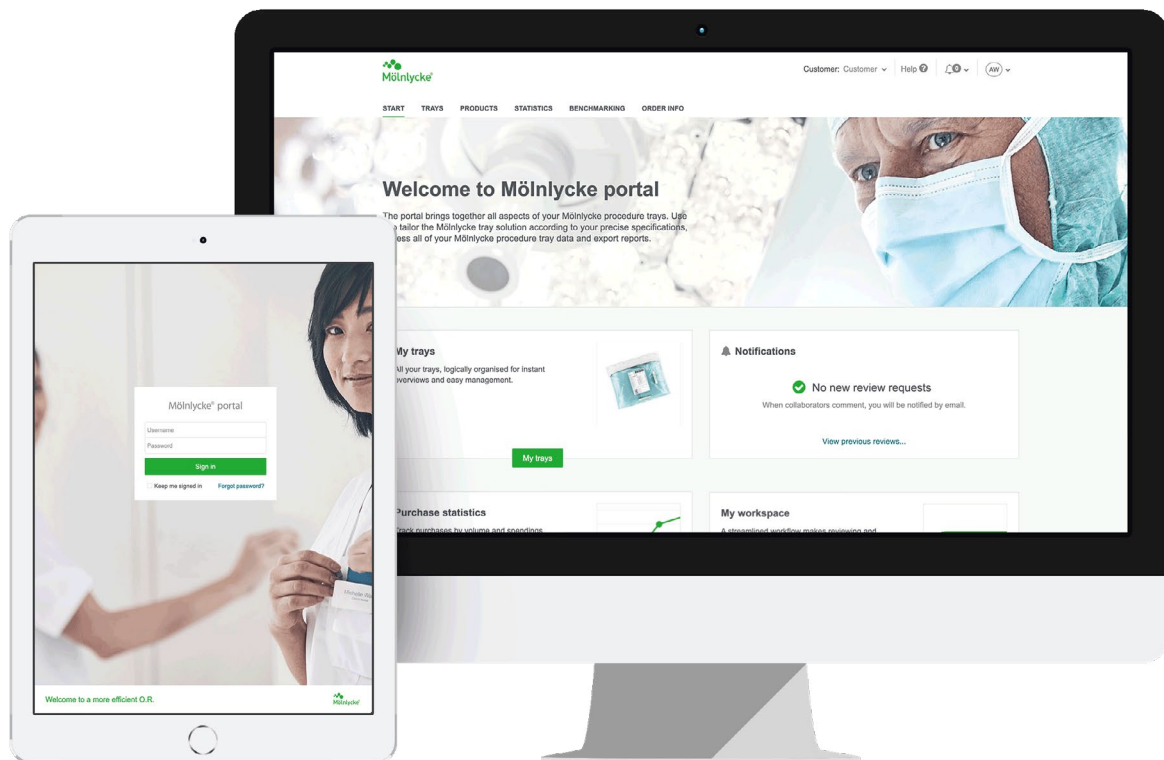 Mölnlycke®
Customer: Customer
Help ?
0
AW
START TRAYS PRODUCTS STATISTICS BENCHMARKING ORDER INFO
Welcome to Mölnlycke portal
The portal brings together all aspects of your Mölnlycke procedure trays. Use
tailor the Mölnlycke tray solution according to your precise specifications,
all of your Mölnlycke procedure tray data and export reports.
My trays
All your trays, logically organised for instant
overviews and easy management.
My trays
Notifications
No new review requests
When collaborators comment, you will be notified by email.
View previous reviews...
Purchase statistics
Track purchases by volume and spendings
My workspace
A streamlined workflow makes reviewing and
Mölnlycke® portal
Username
Password
Sign in
Keep me signed in Forgot password?
Welcome to a more efficient O.R.
Mölnlycke®